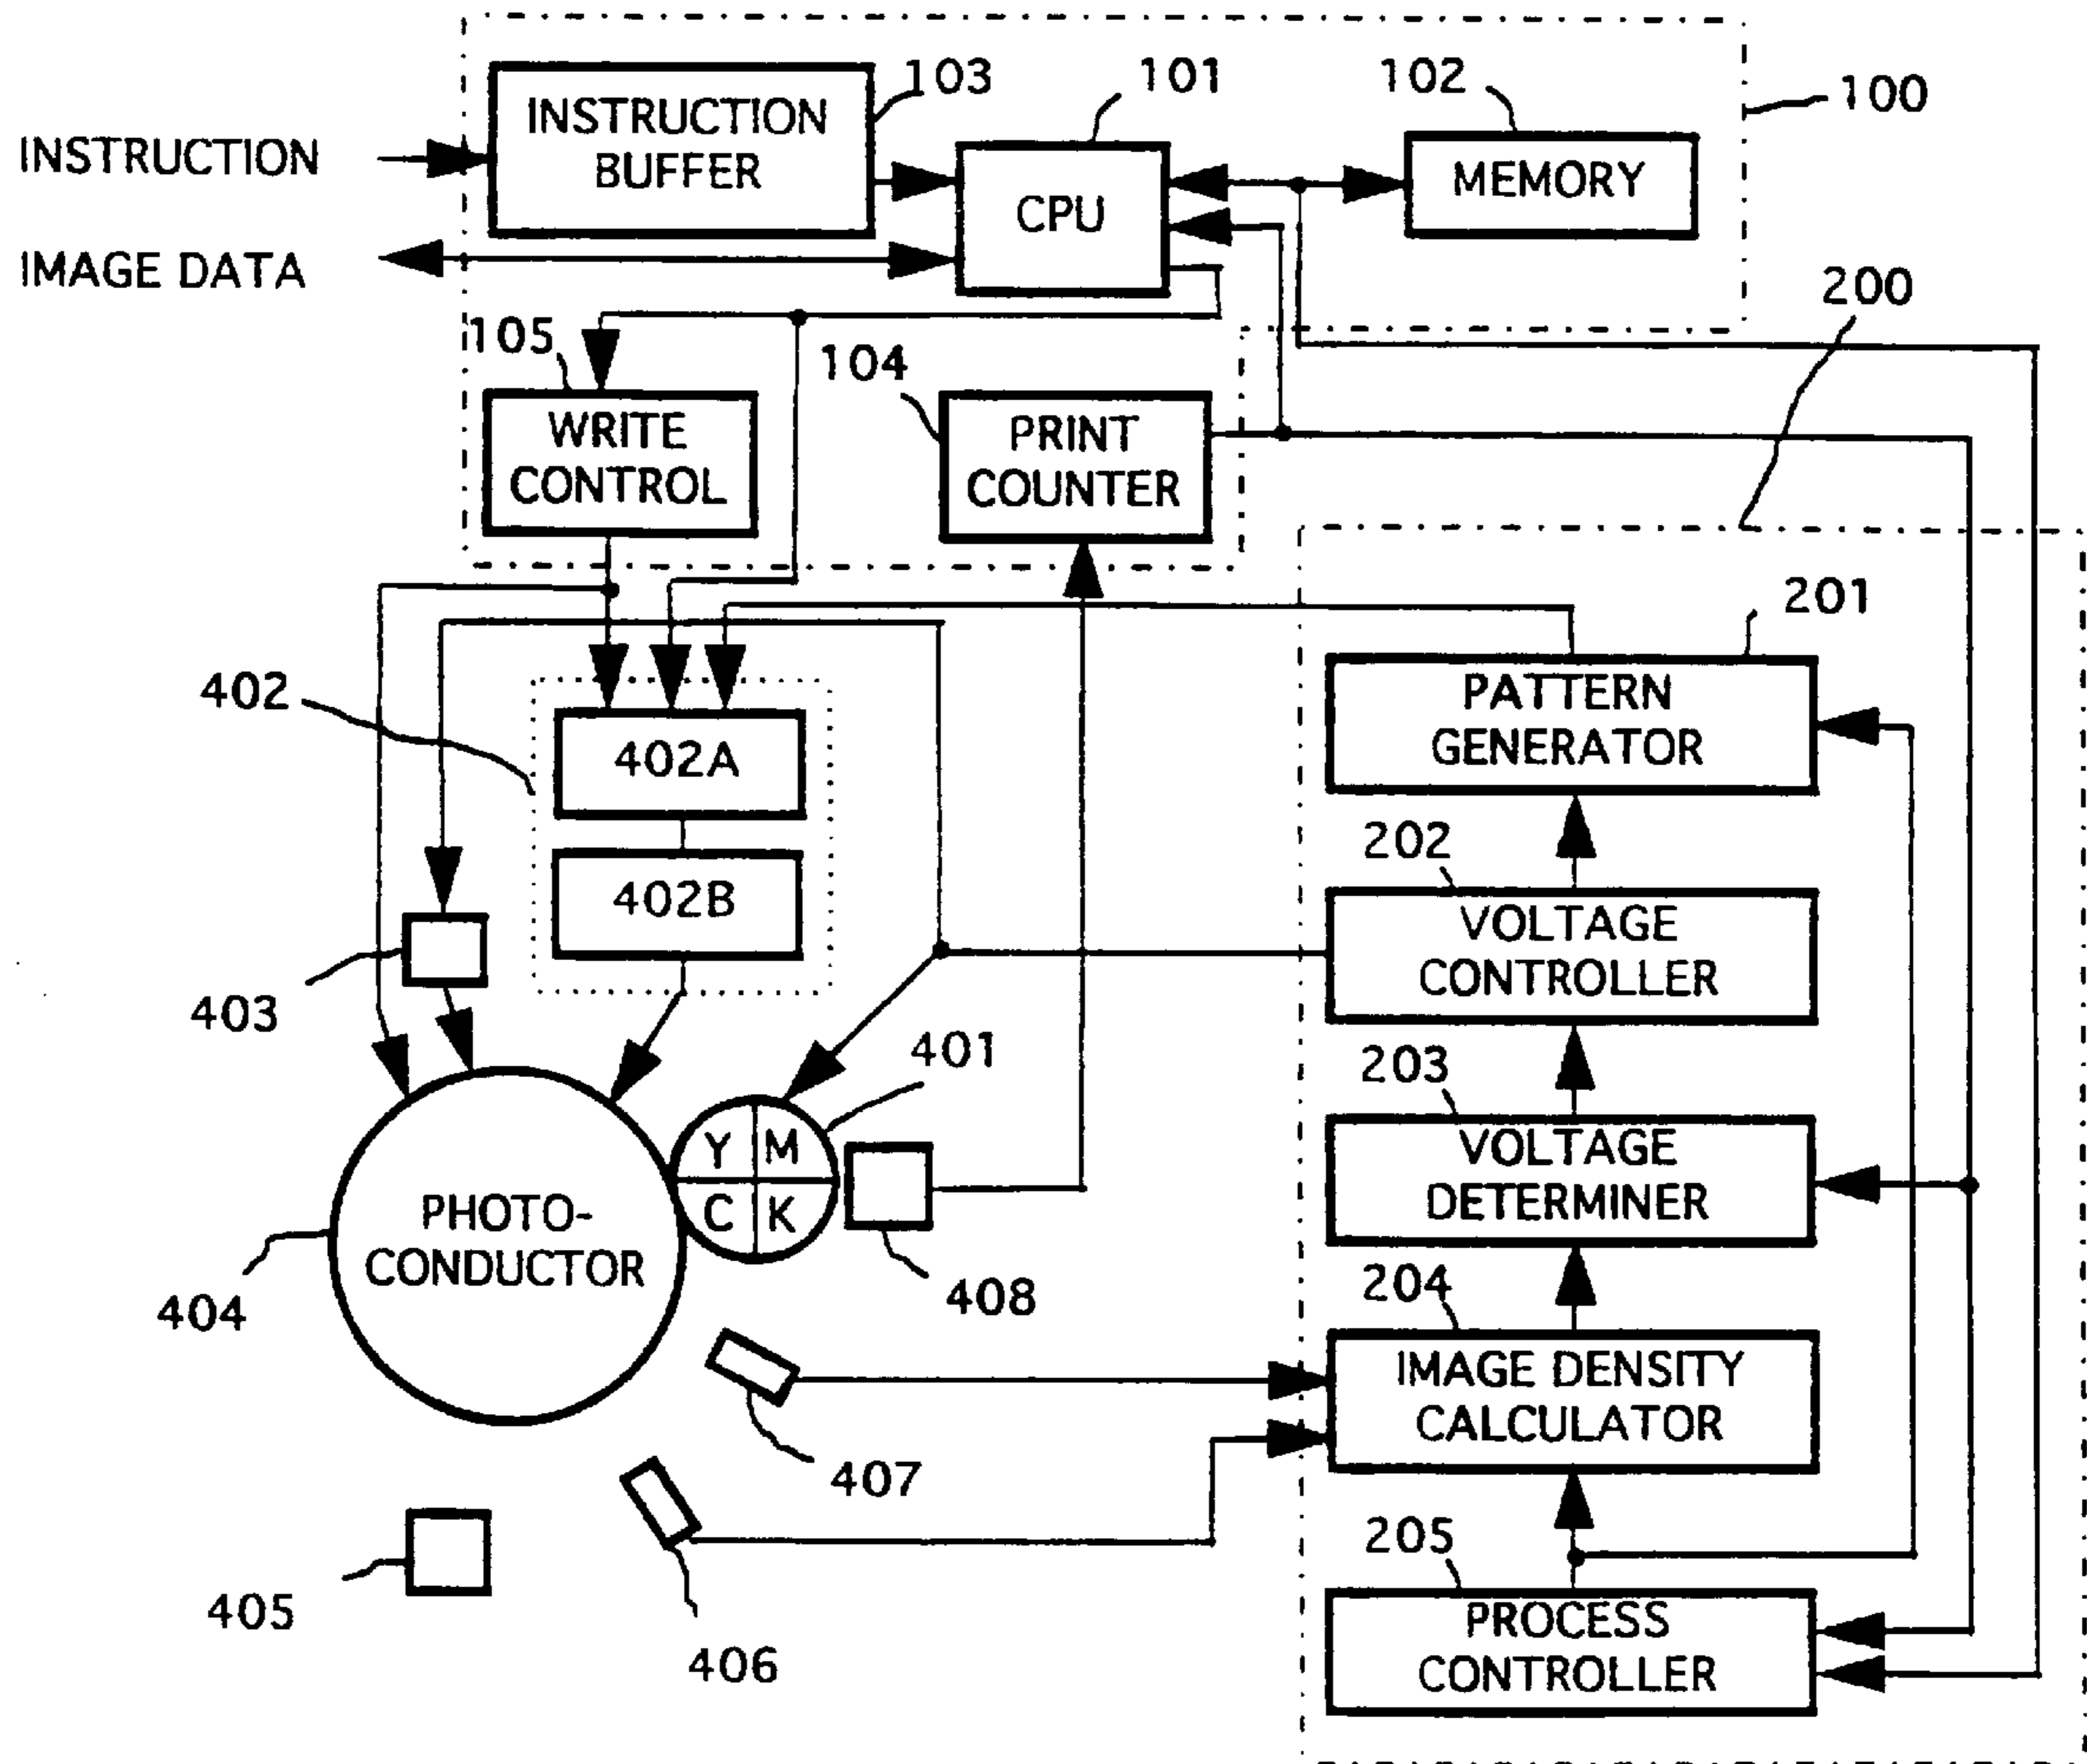 103
101
102
100
INSTRUCTION
BUFFER
INSTRUCTION
MEMORY
CPU
IMAGE DATA
200
105
104
WRITE
CONTROL
PRINT
COUNTER
201
402
PATTERN
GENERATOR
402A
202
402B
VOLTAGE
CONTROLLER
403
401
203
Y M
C K
VOLTAGE
DETERMINER
PHOTO-
CONDUCTOR
404
408
204
IMAGE DENSITY
CALCULATOR
407
205
405
406
PROCESS
CONTROLLER